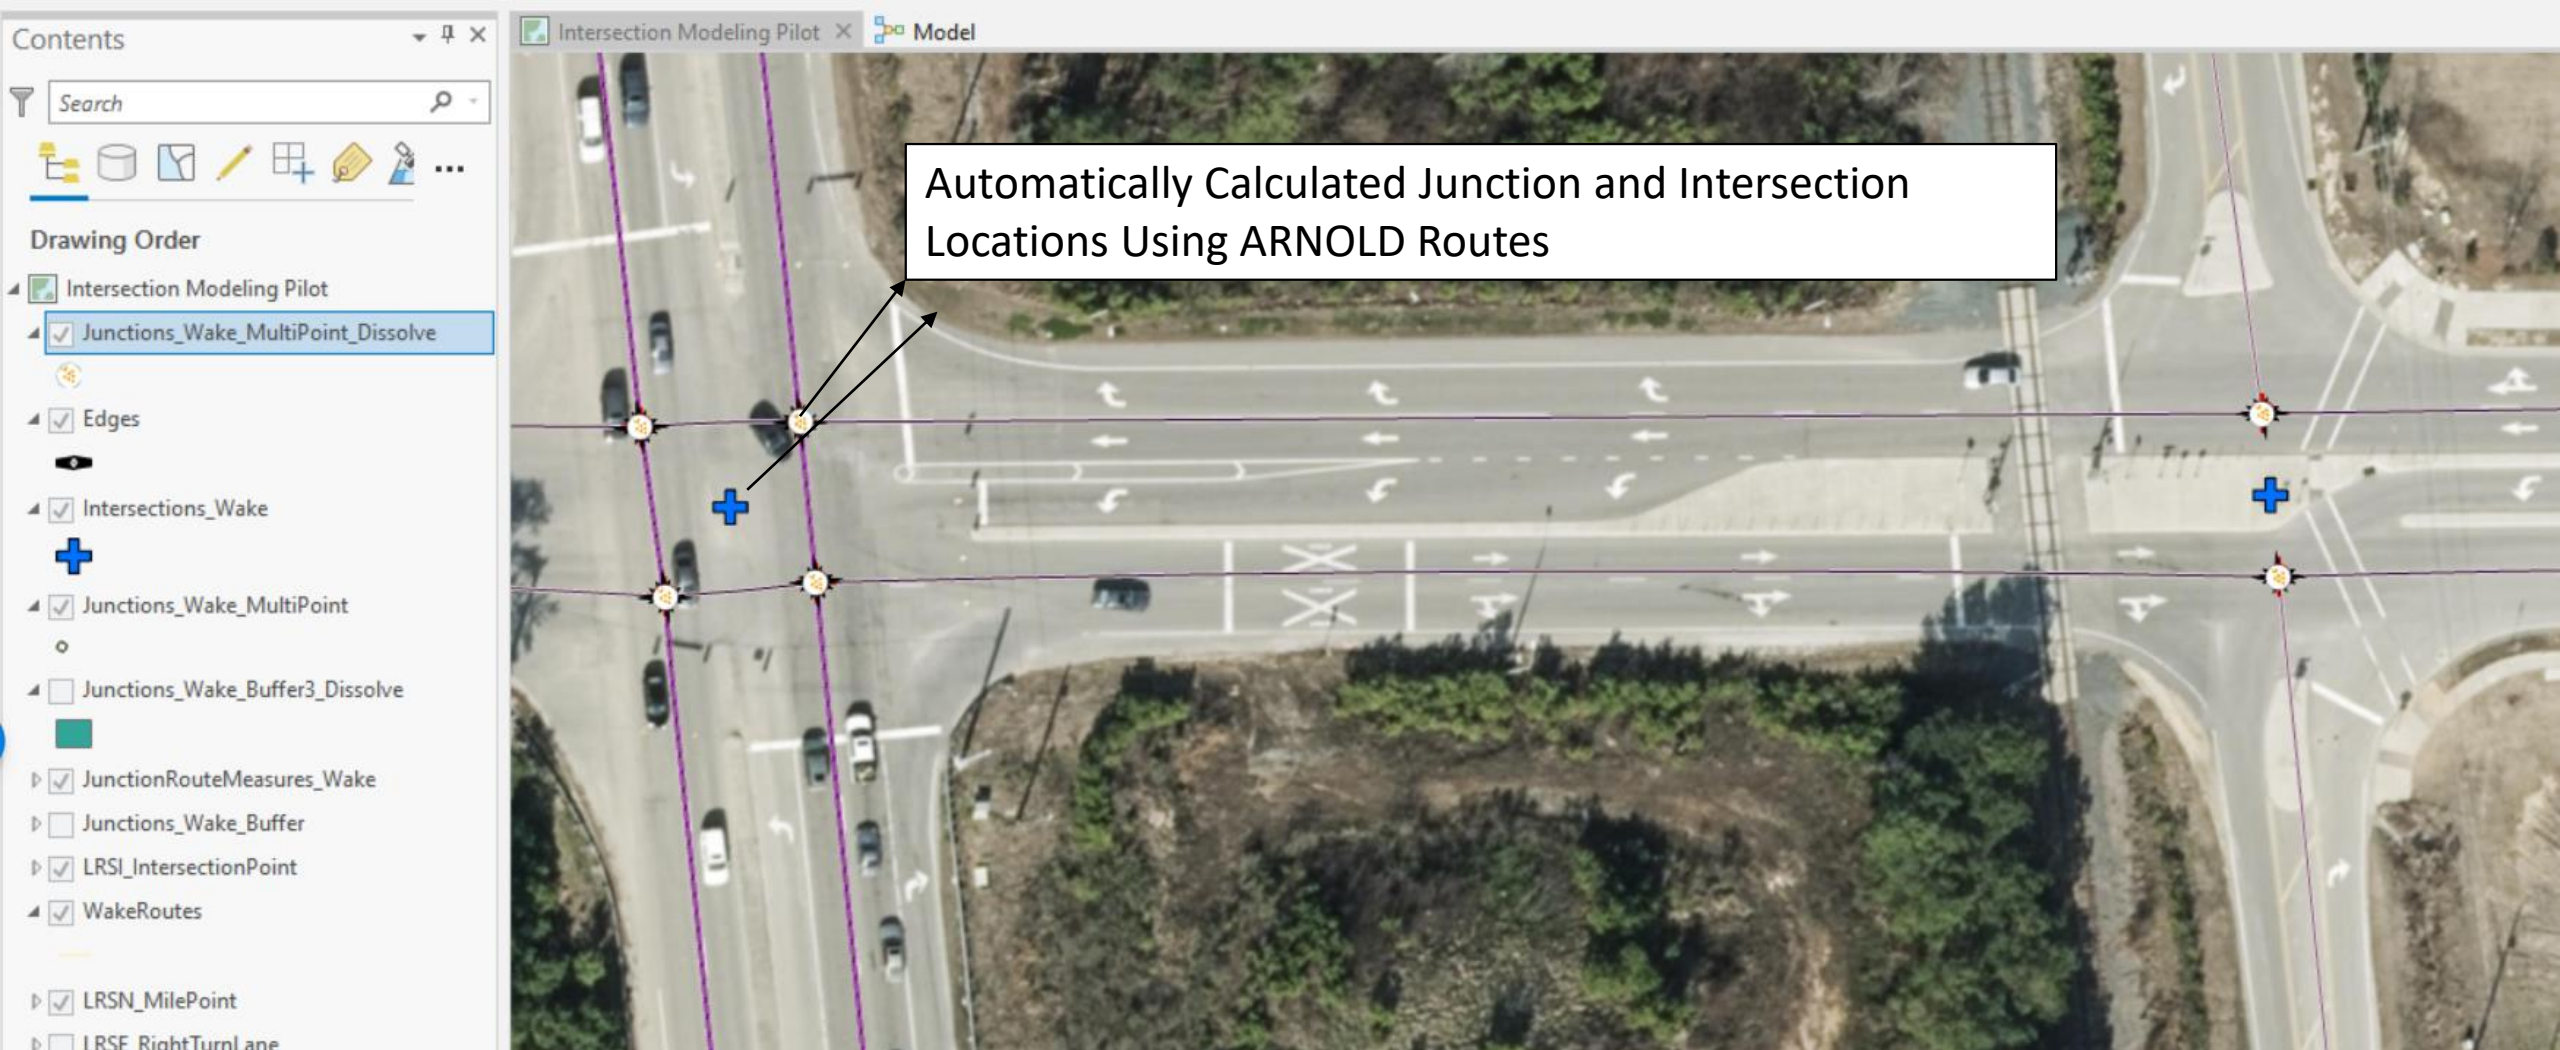 Contents
Intersection Modeling Pilot
Model
Search
Drawing Order
Intersection Modeling Pilot
Junctions_Wake_MultiPoint_Dissolve
Edges
Intersections_Wake
Junctions_Wake_MultiPoint
Junctions_Wake_Buffer3_Dissolve
JunctionRouteMeasures_Wake
Junctions_Wake_Buffer
LRSI_IntersectionPoint
WakeRoutes
LRSN_MilePoint
LRSE_RightTurnLane
Automatically Calculated Junction and Intersection
Locations Using ARNOLD Routes